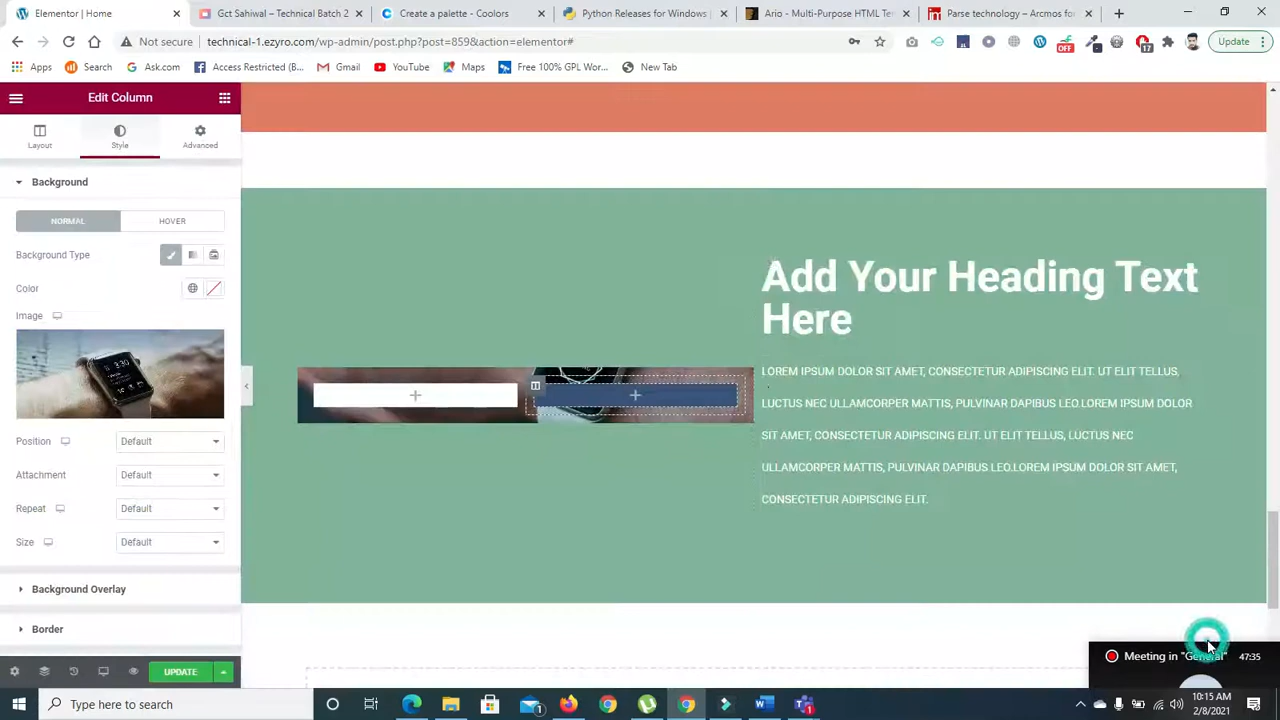 Elementor | Home
Gct Sahiwal _ Technical Batch 2
Create a palette - Coolors
Python Releases for Windows
Ario - Multi-Purpose HTML Tem
Parse technology – Arcmos for
Not secure
technical-1.ezyro.com/wp-admin/post.php?post=859&action=elementor#
OFF
17
Update
Apps
Search
Ask.com
Access Restricted (B...
Gmail
YouTube
Maps
Free 100% GPL Wor...
New Tab
Edit Column
Layout
Style
Advanced
Background
NORMAL
HOVER
Background Type
Color
Image
Position
Default
Attachment
Default
Repeat
Default
Size
Default
Background Overlay
Border
UPDATE
Add Your Heading Text
Here
LOREM IPSUM DOLOR SIT AMET, CONSECTETUR ADIPISCING ELIT. UT ELIT TELLUS,
LUCTUS NEC ULLAMCORPER MATTIS, PULVINAR DAPIBUS LEO.LOREM IPSUM DOLOR
SIT AMET, CONSECTETUR ADIPISCING ELIT. UT ELIT TELLUS, LUCTUS NEC
ULLAMCORPER MATTIS, PULVINAR DAPIBUS LEO.LOREM IPSUM DOLOR SIT AMET,
CONSECTETUR ADIPISCING ELIT.
Meeting in "General"
47:35
Type here to search
10:15 AM
2/8/2021